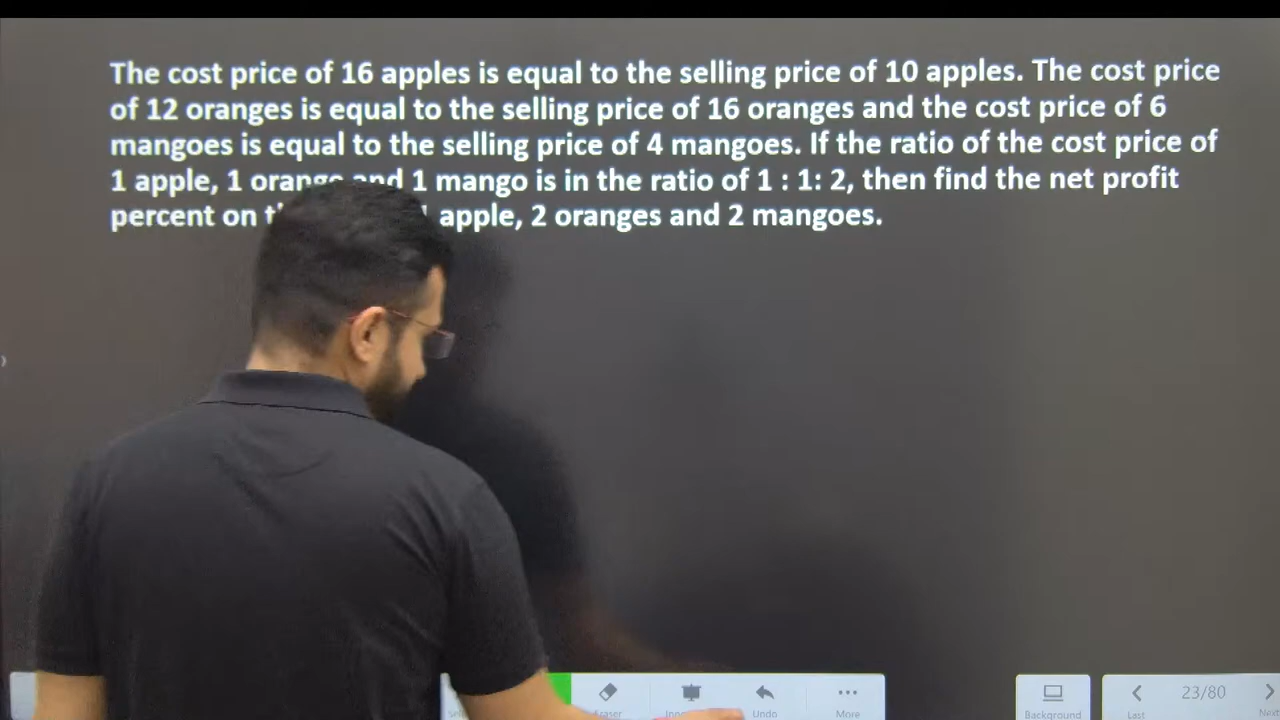 The cost price of 16 apples is equal to the selling price of 10 apples. The cost price
of 12 oranges is equal to the selling price of 16 oranges and the cost price of 6
mangoes is equal to the selling price of 4 mangoes. If the ratio of the cost price of
1 apple, 1 orange and 1 mango is in the ratio of 1 : 1: 2, then find the net profit
percent on 1 apple, 2 oranges and 2 mangoes.
Eraser Undo More Background Last 23/80 Next